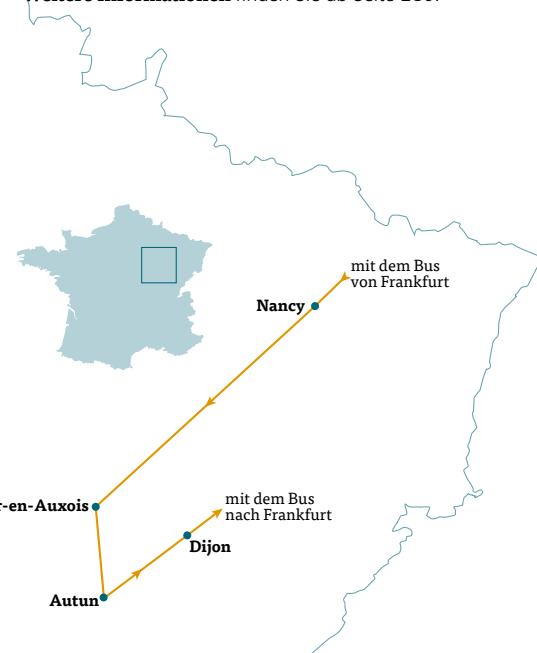 mit dem Bus
von Frankfurt
Nancy
r-en-Auxois
mit dem Bus
nach Frankfurt
Dijon
Autun